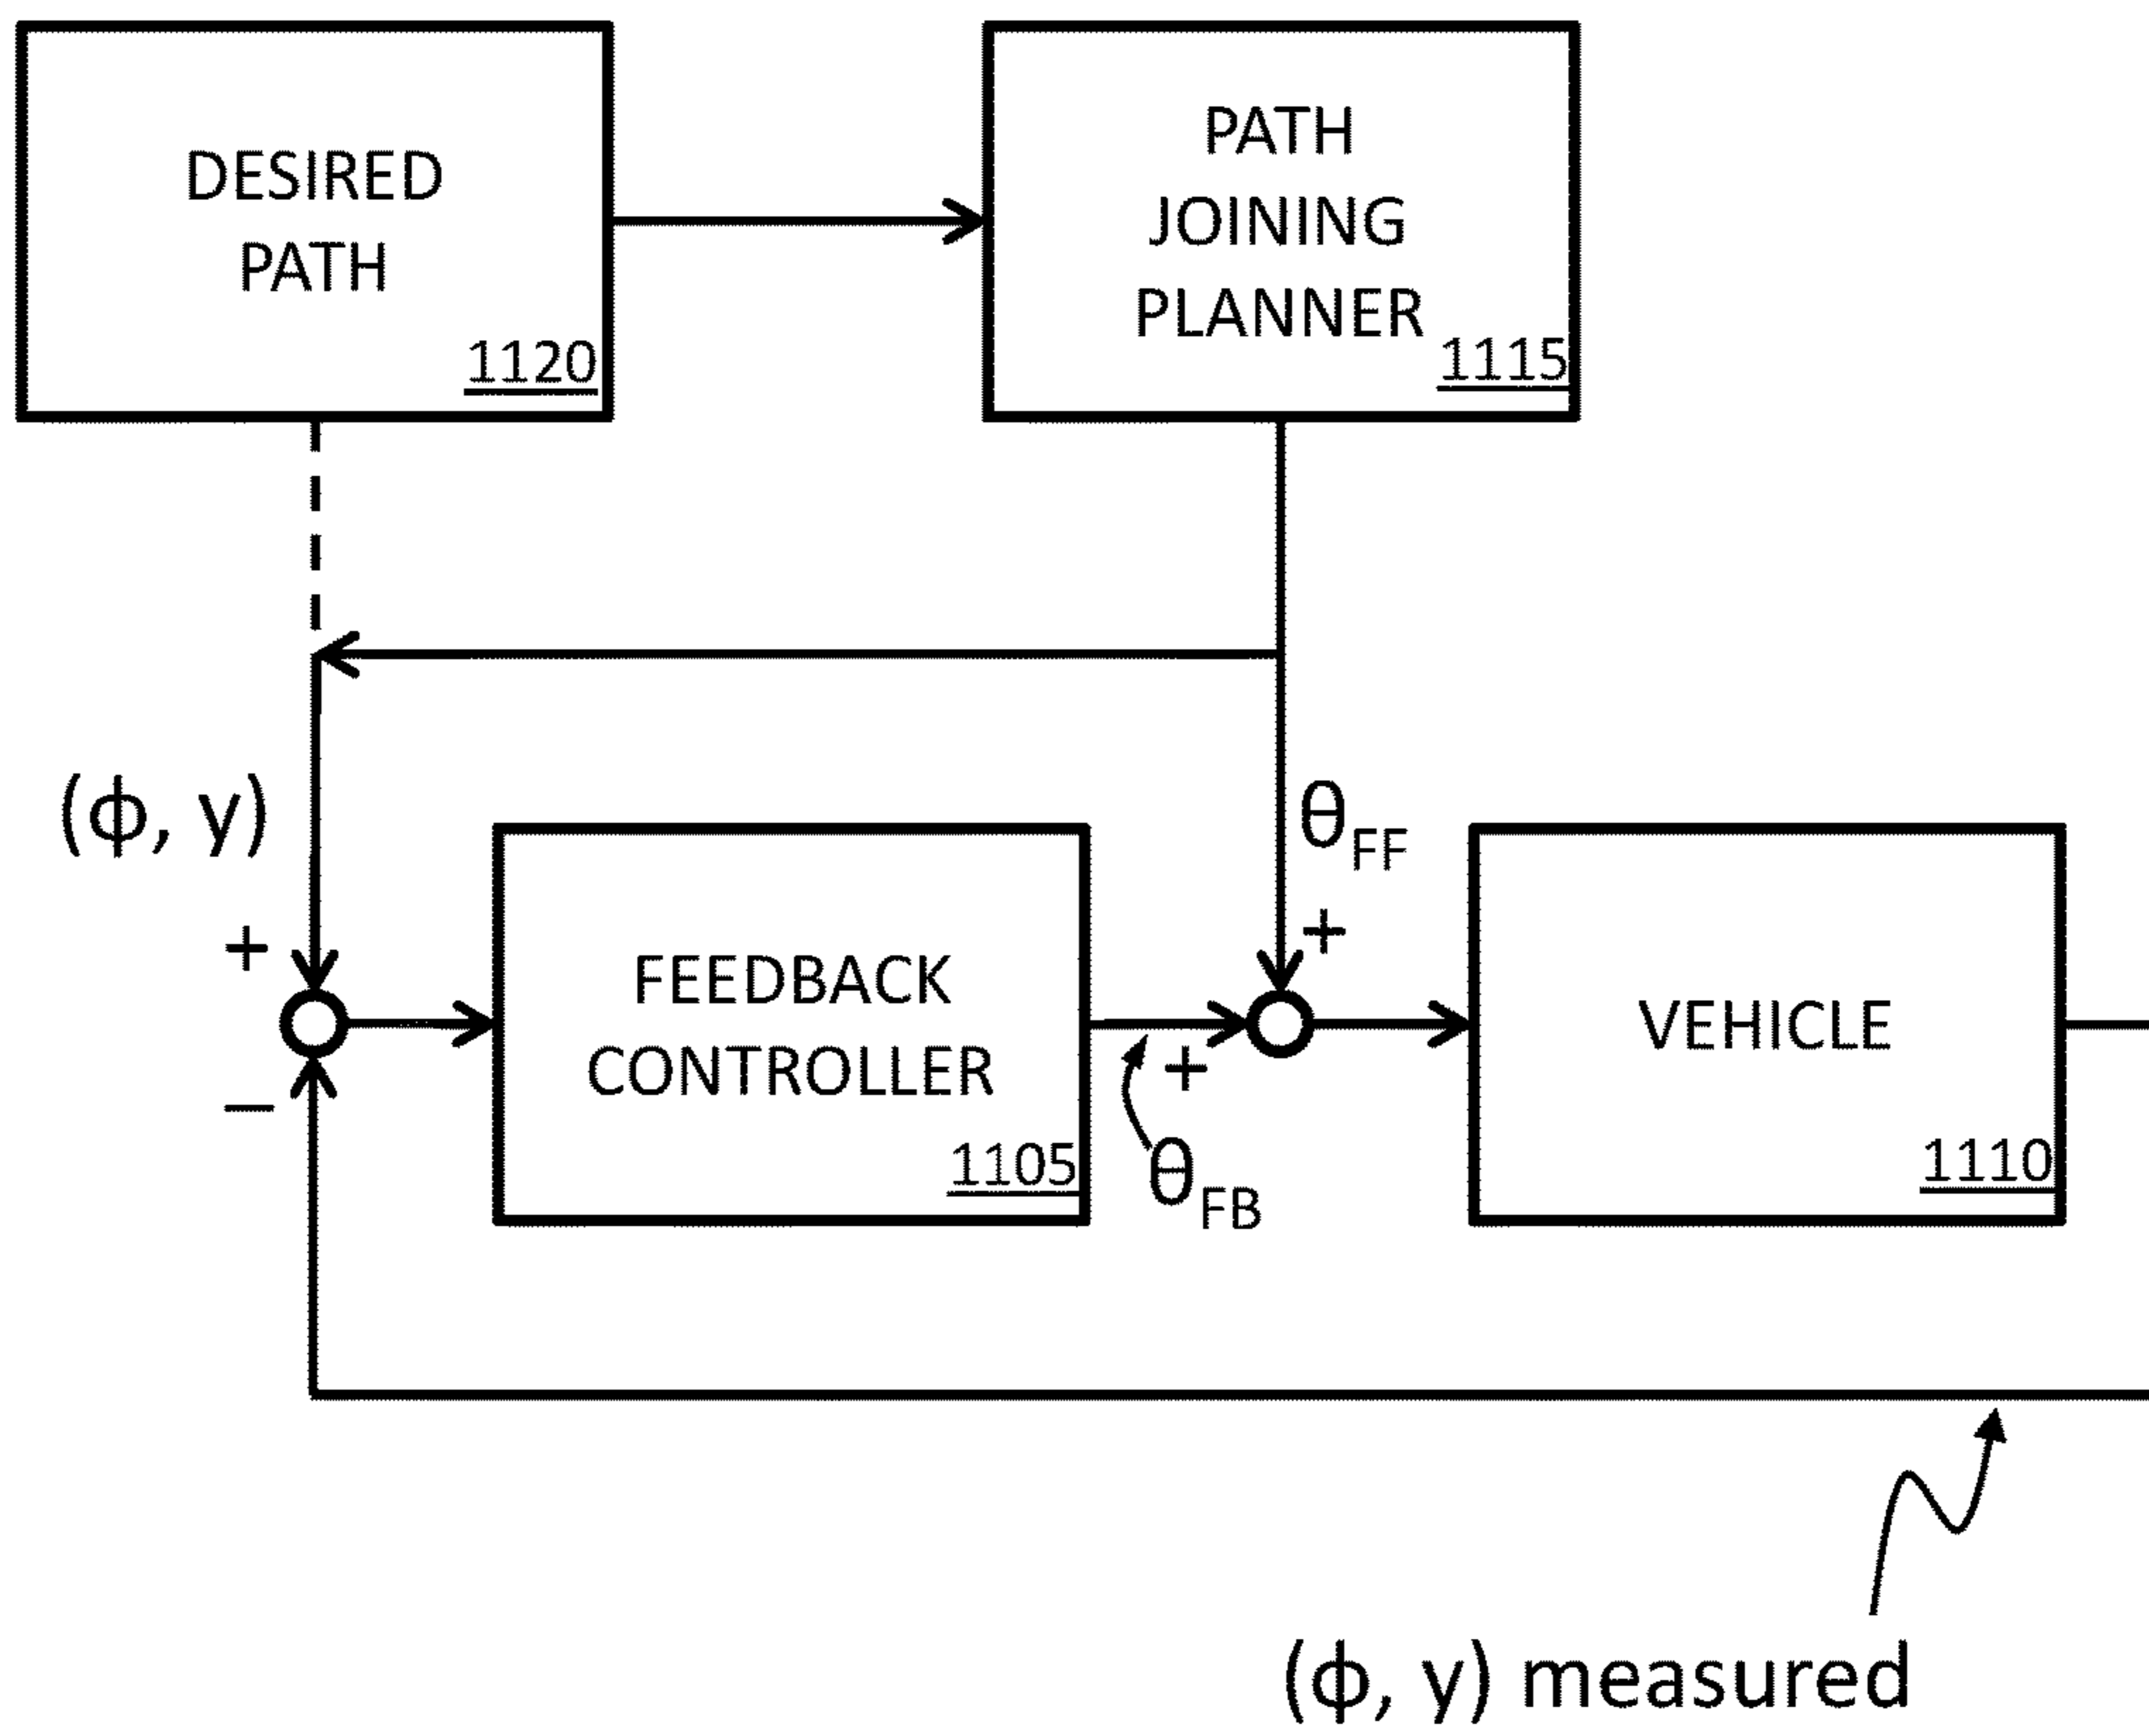 DESIRED
PATH
1120
PATH
JOINING
PLANNER
1115
(ϕ, y)
θFF
+
+
−
FEEDBACK
CONTROLLER
1105
+
θFB
VEHICLE
1110
(ϕ, y) measured